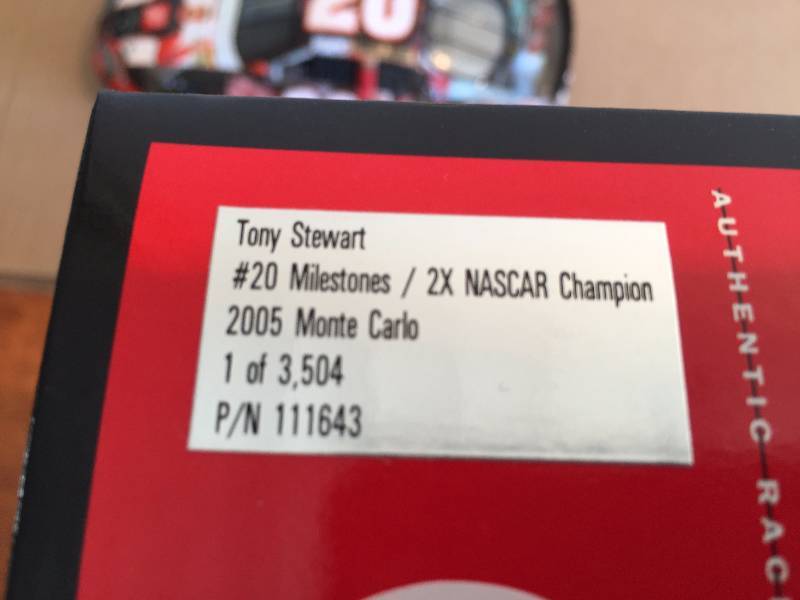 20
Tony Stewart
#20 Milestones / 2X NASCAR Champion
2005 Monte Carlo
1 of 3,504
P/N 111643
AUTHENTIC RAC